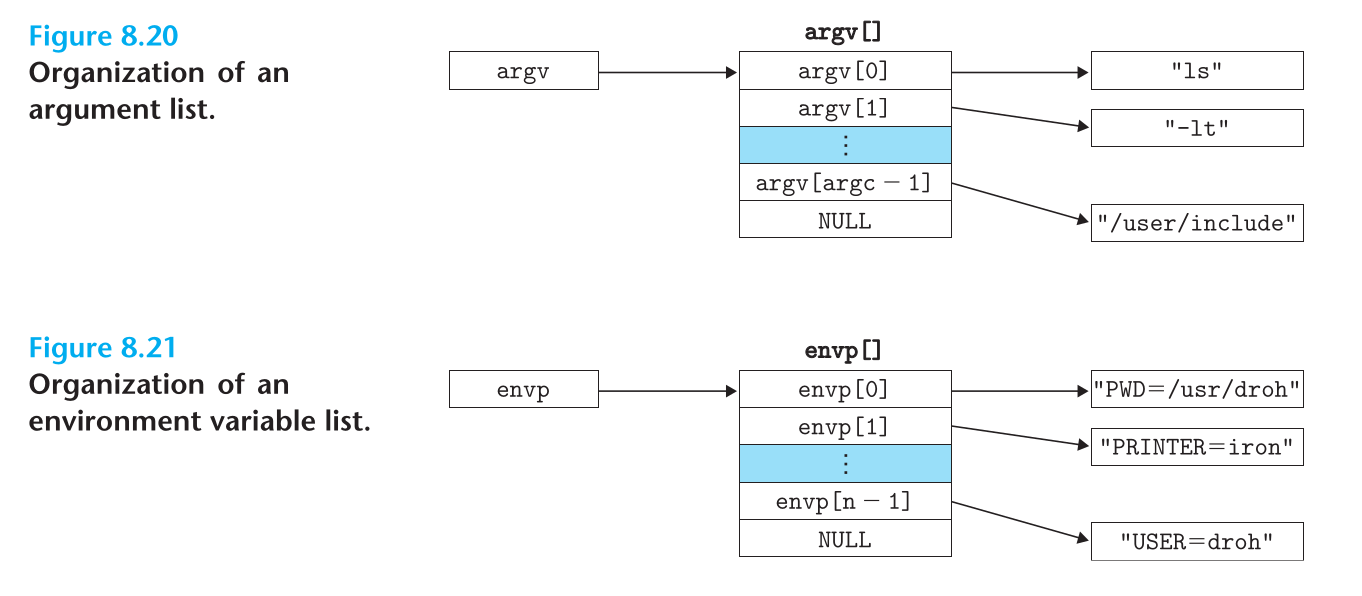 Figure 8.20
Organization of an
argument list.
argv
argv[]
argv[0]
argv[1]
⋮
argv[argc − 1]
NULL
"ls"
"-lt"
"/user/include"
Figure 8.21
Organization of an
environment variable list.
envp
envp[]
envp[0]
envp[1]
⋮
envp[n − 1]
NULL
"PWD=/usr/droh"
"PRINTER=iron"
"USER=droh"